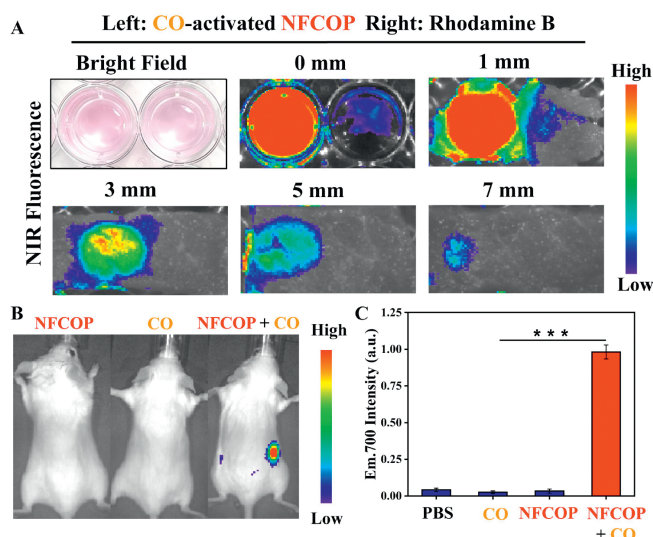 Left: CO-activated NFCOP Right: Rhodamine B
A
Bright Field
0 mm
1 mm
High
NIR Fluorescence
3 mm
5 mm
7 mm
Low
B
NFCOP
CO
NFCOP + CO
High
Low
C
Em.700 Intensity (a.u.)
1.25
1.00
0.75
0.50
0.25
0.00
***
PBS
CO
NFCOP
NFCOP
+ CO